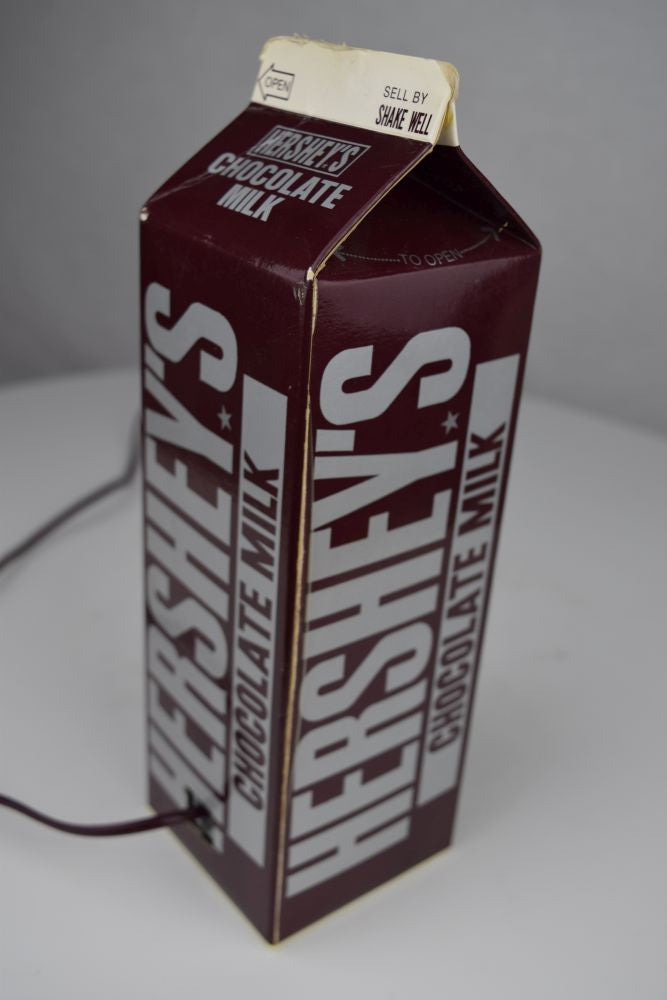 OPEN
SELL BY
SHAKE WELL
HERSHEY'S
CHOCOLATE
MILK
TO OPEN
HERSHEY'S
CHOCOLATE MILK
HERSHEY'S
CHOCOLATE MILK